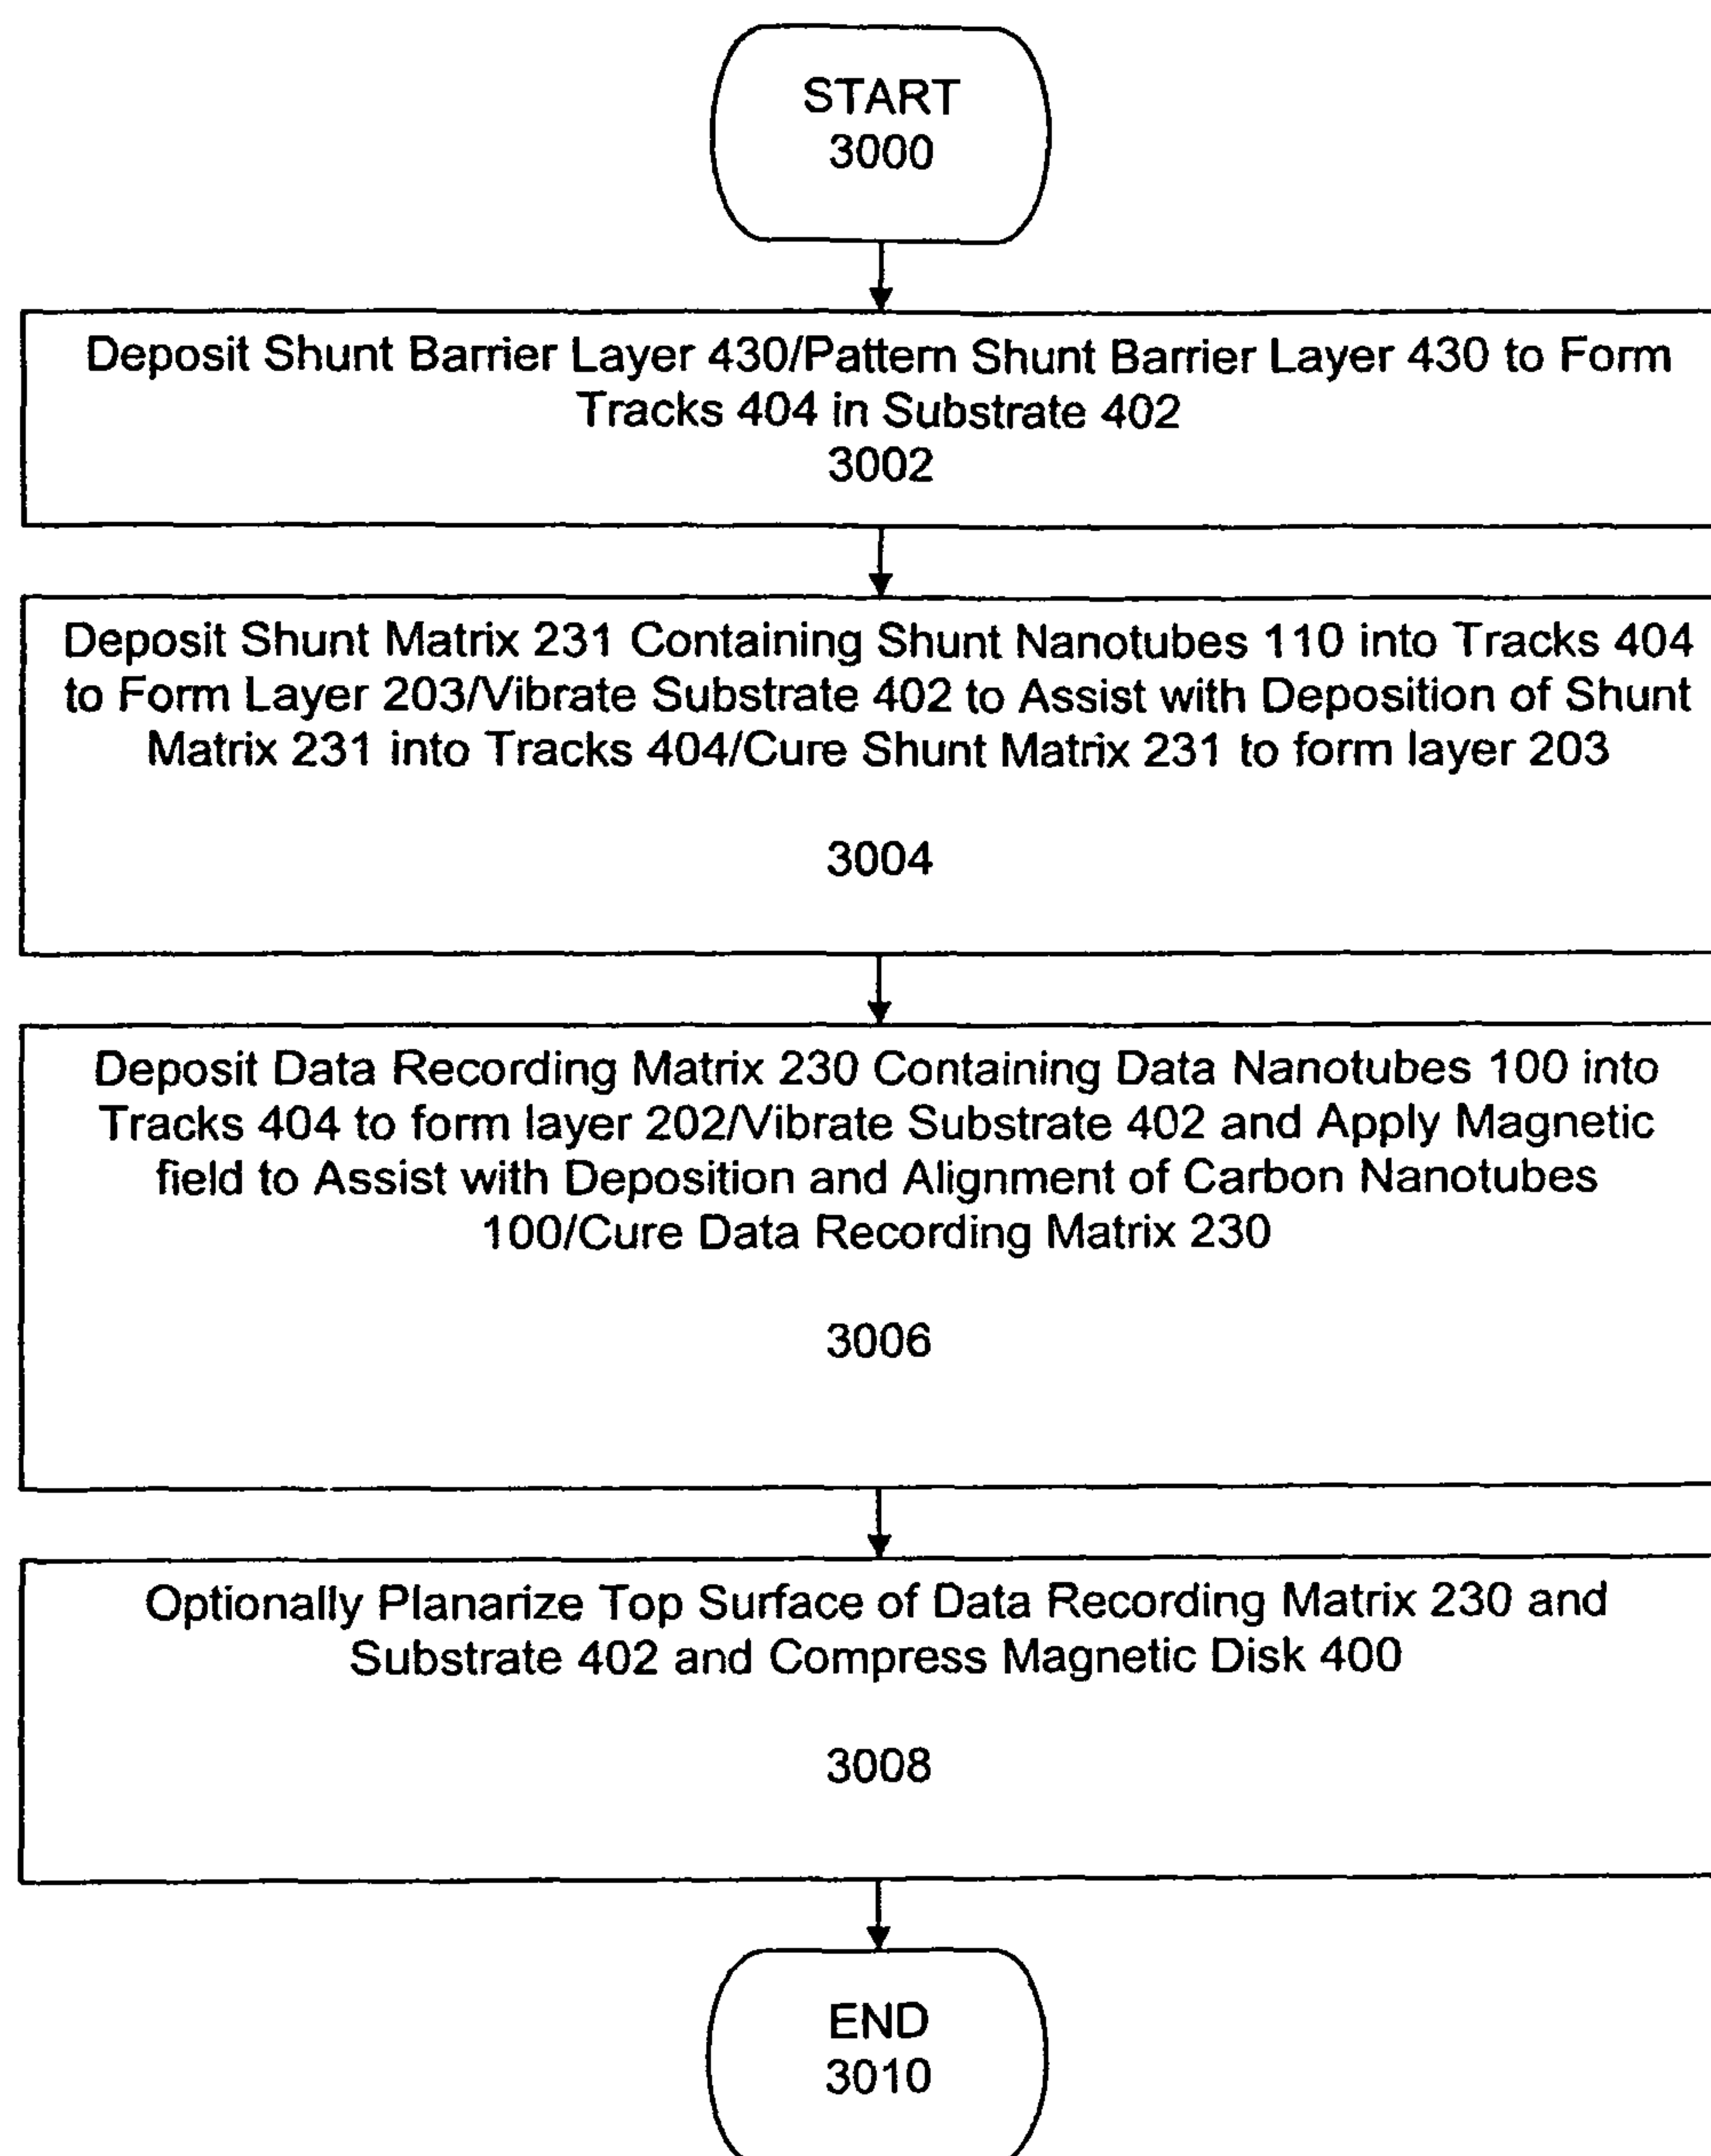 START
3000
Deposit Shunt Barrier Layer 430/Pattern Shunt Barrier Layer 430 to Form
Tracks 404 in Substrate 402
3002
Deposit Shunt Matrix 231 Containing Shunt Nanotubes 110 into Tracks 404
to Form Layer 203/Vibrate Substrate 402 to Assist with Deposition of Shunt
Matrix 231 into Tracks 404/Cure Shunt Matrix 231 to form layer 203
3004
Deposit Data Recording Matrix 230 Containing Data Nanotubes 100 into
Tracks 404 to form layer 202/Vibrate Substrate 402 and Apply Magnetic
field to Assist with Deposition and Alignment of Carbon Nanotubes
100/Cure Data Recording Matrix 230
3006
Optionally Planarize Top Surface of Data Recording Matrix 230 and
Substrate 402 and Compress Magnetic Disk 400
3008
END
3010